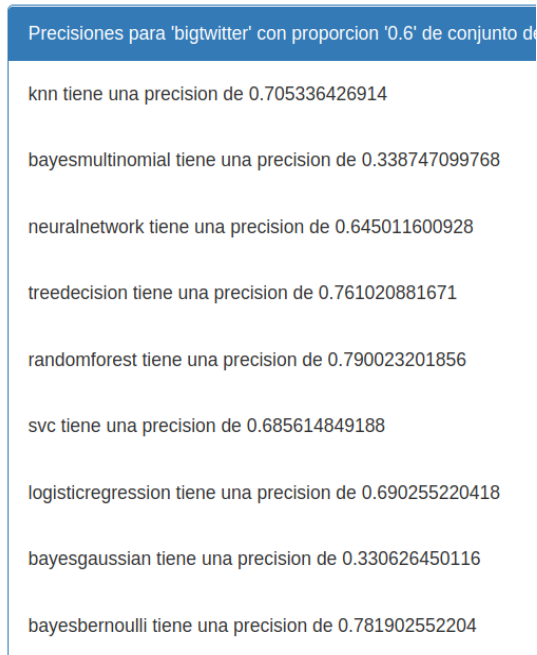 Precisiones para 'bigtwitter' con proporcion '0.6' de conjunto de
knn tiene una precision de 0.705336426914
bayesmultinomial tiene una precision de 0.338747099768
neuralnetwork tiene una precision de 0.645011600928
treedecision tiene una precision de 0.761020881671
randomforest tiene una precision de 0.790023201856
svc tiene una precision de 0.685614849188
logisticregression tiene una precision de 0.690255220418
bayesgaussian tiene una precision de 0.330626450116
bayesbernoulli tiene una precision de 0.781902552204